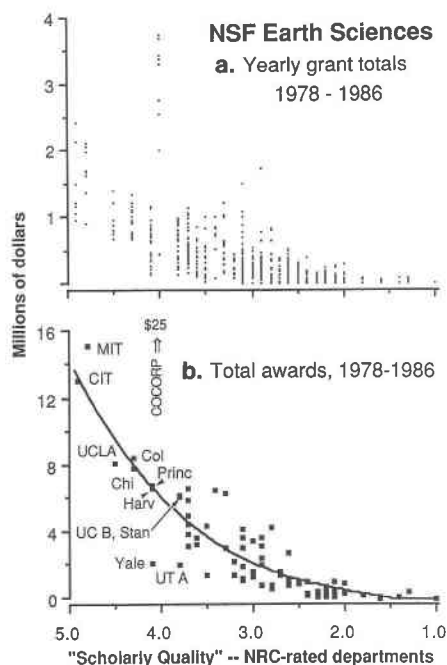 NSF Earth Sciences
a. Yearly grant totals
1978 - 1986
4
3
2
1
Millions of dollars
$25
⇑
COCORP
b. Total awards, 1978-1986
16
12
8
4
0
MIT
CIT
UCLA
Col
Chi
Princ
Harv
UC B, Stan
Yale
UT A
5.0 4.0 3.0 2.0 1.0
"Scholarly Quality" -- NRC-rated departments